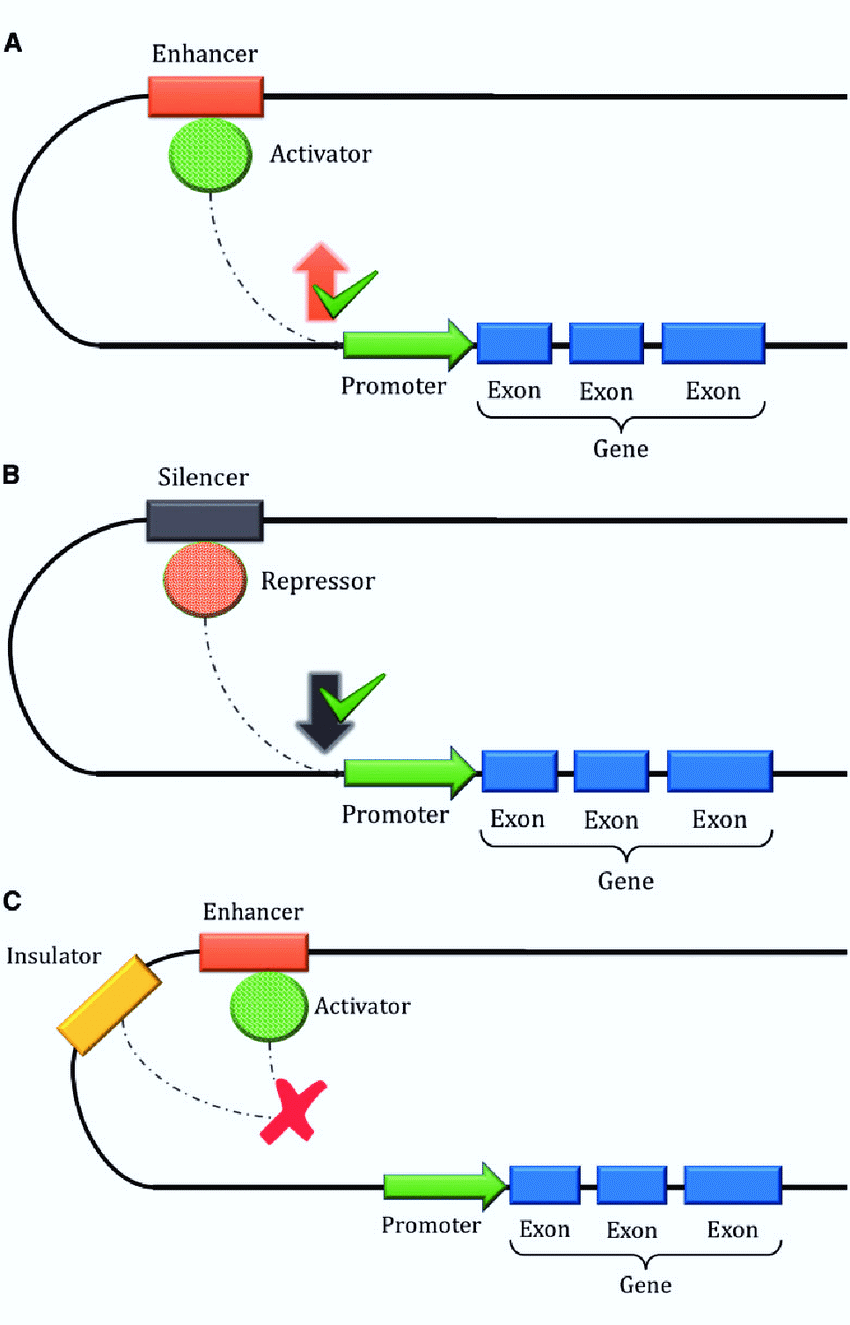 A
Enhancer
Activator
Promoter
Exon Exon Exon
Gene
B
Silencer
Repressor
Promoter
Exon Exon Exon
Gene
C
Enhancer
Insulator
Activator
Promoter
Exon Exon Exon
Gene